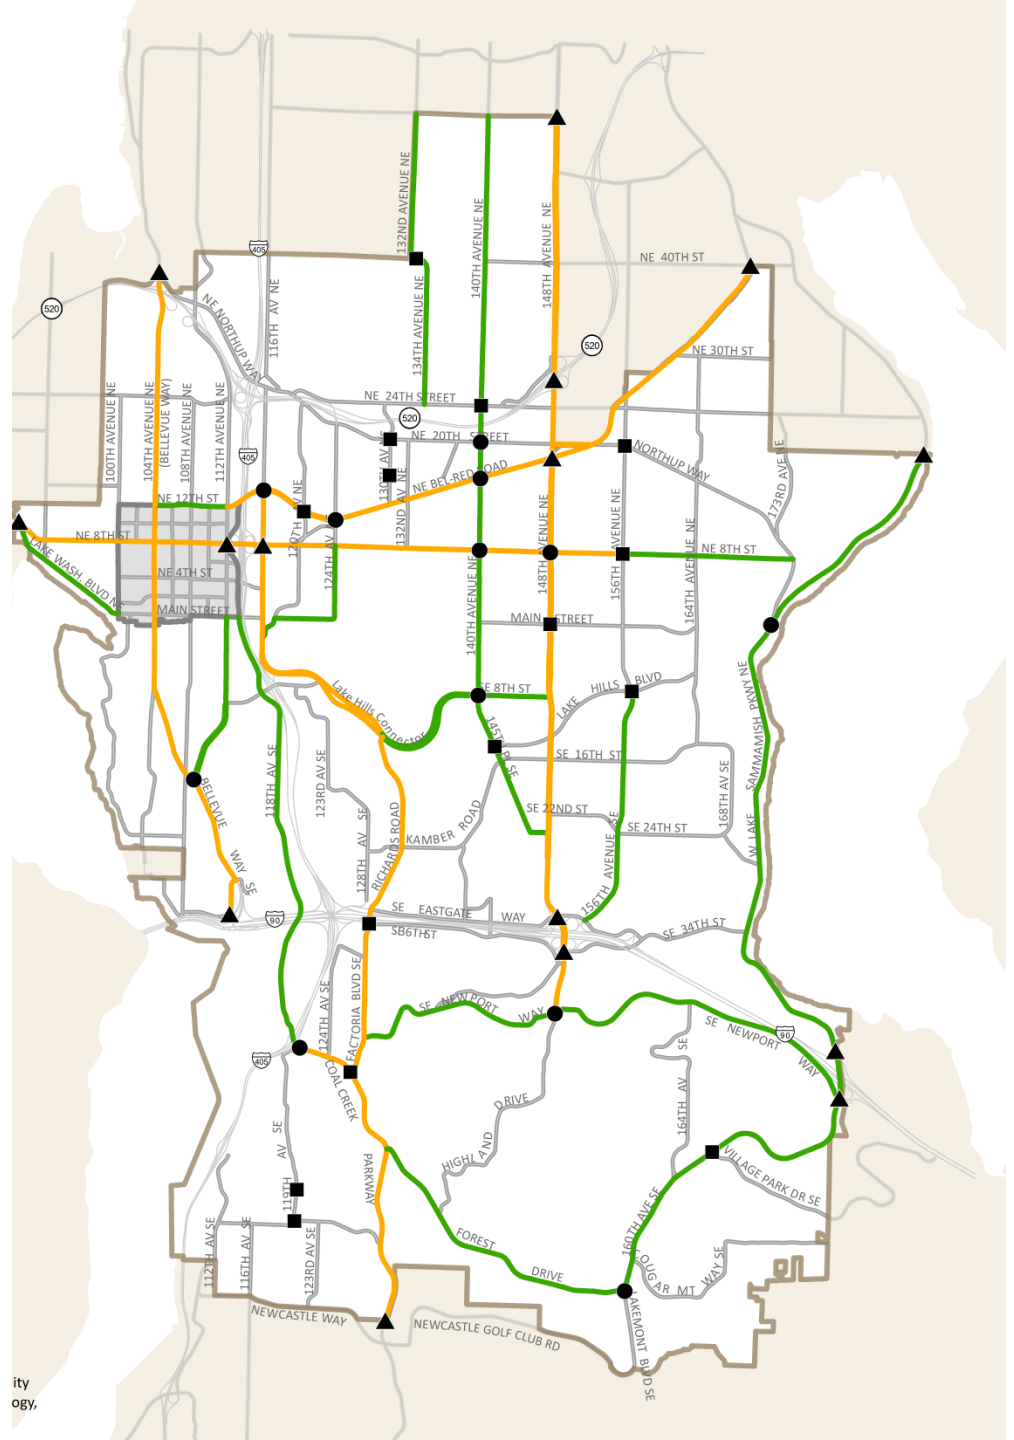 132ND AVENUE NE
140TH AVENUE NE
148TH AVENUE NE
405
NE 40TH ST
520
NE NORTHUP WAY
116TH AV NE
134TH AVENUE NE
520
NE 30TH ST
100TH AVENUE NE
104TH AVENUE NE
(BELLEVUE WAY)
108TH AVENUE NE
112TH AVENUE NE
NE 24TH STREET
520
NE 20TH STREET
NORTHUP WAY
405
130TH AV NE
132ND AV NE
NE BEL-RED ROAD
173RD AVE NE
NE 12TH ST
120TH AV NE
NE 8TH ST
124TH AV
148TH AVENUE NE
156TH AVENUE NE
164TH AVENUE NE
NE 8TH ST
LAKE WASH. BLVD NE
NE 4TH ST
MAIN STREET
140TH AVENUE NE
MAIN STREET
SE 8TH ST
LAKE HILLS BLVD
Lake Hills Connector
145TH PL SE
SE 16TH ST
W LAKE SAMMAMISH PKWY NE
118TH AV SE
123RD AV SE
BELLEVUE WAY SE
128TH AV SE
RICHARDS ROAD
KAMBER ROAD
SE 22ND ST
SE 24TH ST
168TH AV SE
156TH AVENUE SE
90
SE EASTGATE WAY
SB6THST
SE 34TH ST
124TH AV SE
FACTORIA BLVD SE
SE NEWPORT WAY
SE NEWPORT WAY
90
405
COAL CREEK PARKWAY
HIGHLAND DRIVE
164TH AV SE
119TH AV SE
VILLAGE PARK DR SE
112TH AV SE
116TH AV SE
123RD AV SE
FOREST DRIVE
160TH AVE SE
COUGAR MT WAY SE
NEWCASTLE WAY
NEWCASTLE GOLF CLUB RD
LAKEMONT BLVD SE
ity
ogy,